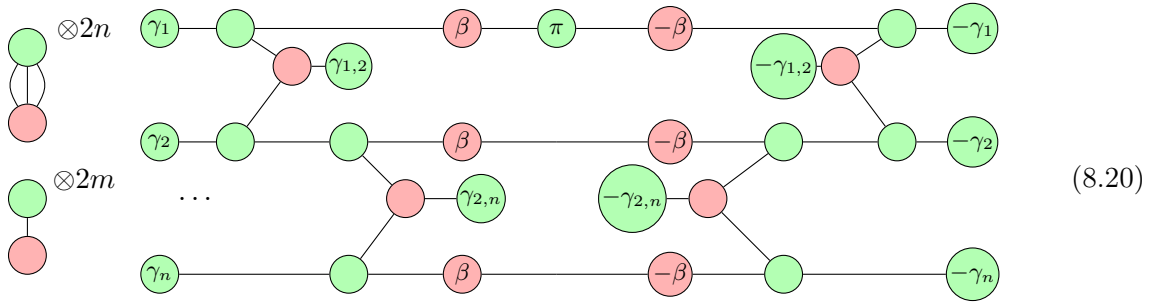 ⊗2n γ₁ β π −β −γ₁
γ₁,₂ −γ₁,₂
γ₂ β −β −γ₂
⊗2m ... γ₂,ₙ −γ₂,ₙ (8.20)
γₙ β −β −γₙ